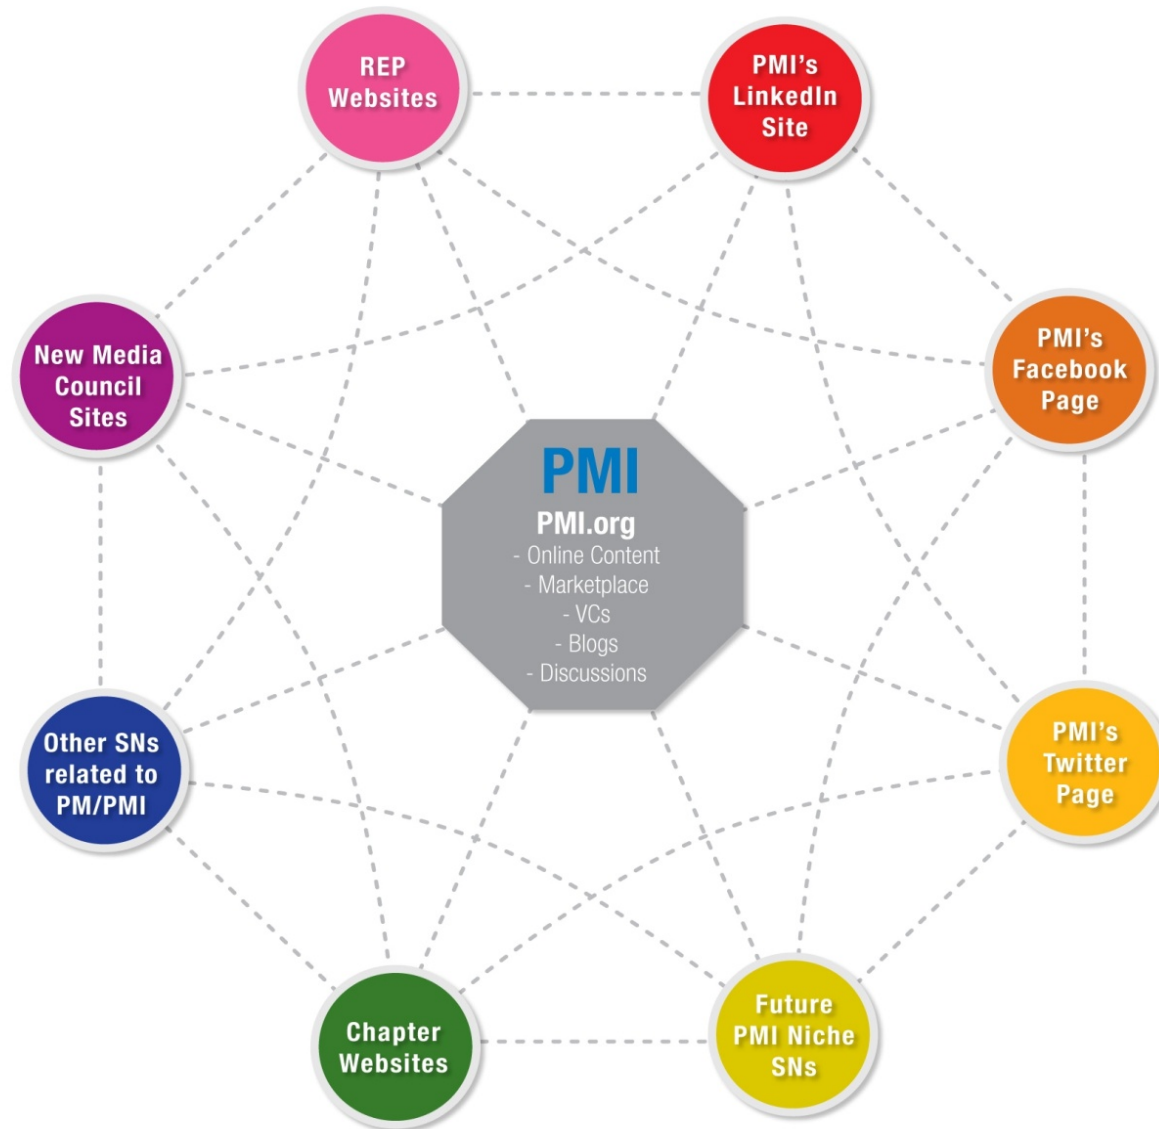 REP
Websites
PMI's
LinkedIn
Site
New Media
Council
Sites
PMI's
Facebook
Page
PMI
PMI.org
- Online Content
- Marketplace
- VCs
- Blogs
- Discussions
Other SNs
related to
PM/PMI
PMI's
Twitter
Page
Chapter
Websites
Future
PMI Niche
SNs